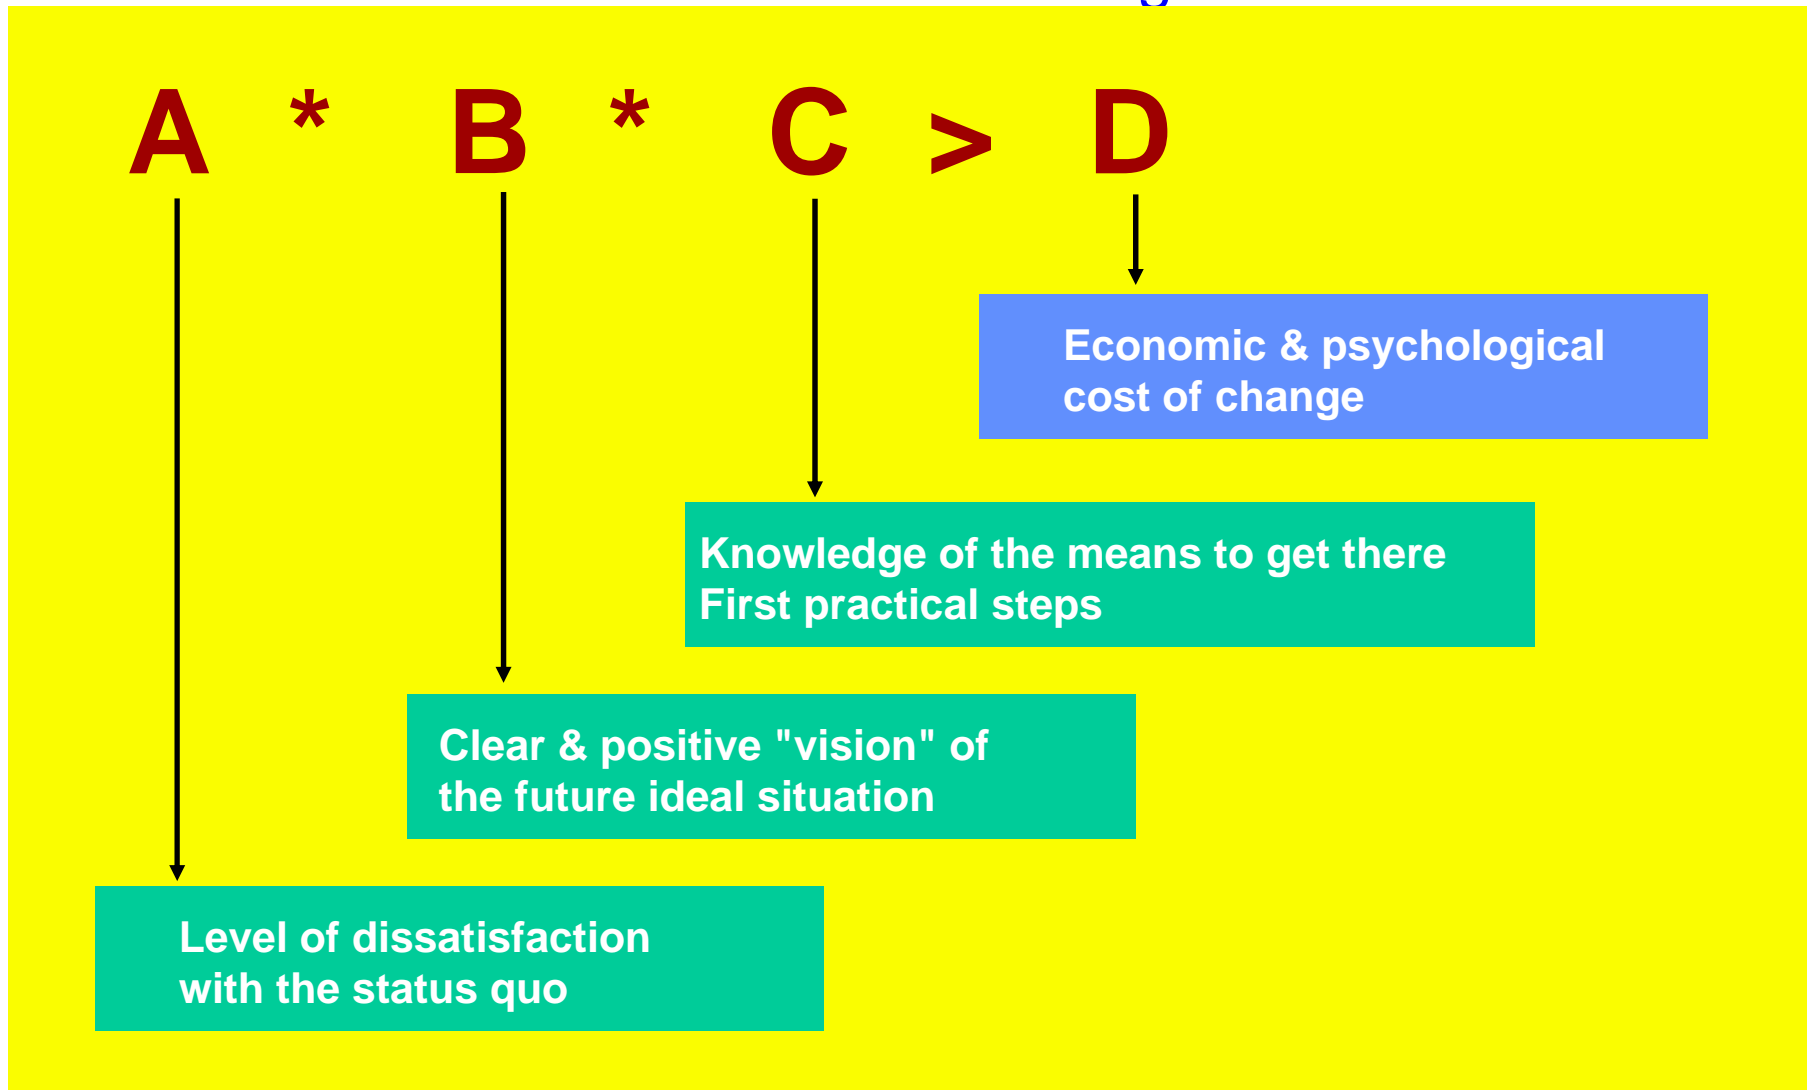 A * B * C > D
Economic & psychological
cost of change
Knowledge of the means to get there
First practical steps
Clear & positive "vision" of
the future ideal situation
Level of dissatisfaction
with the status quo